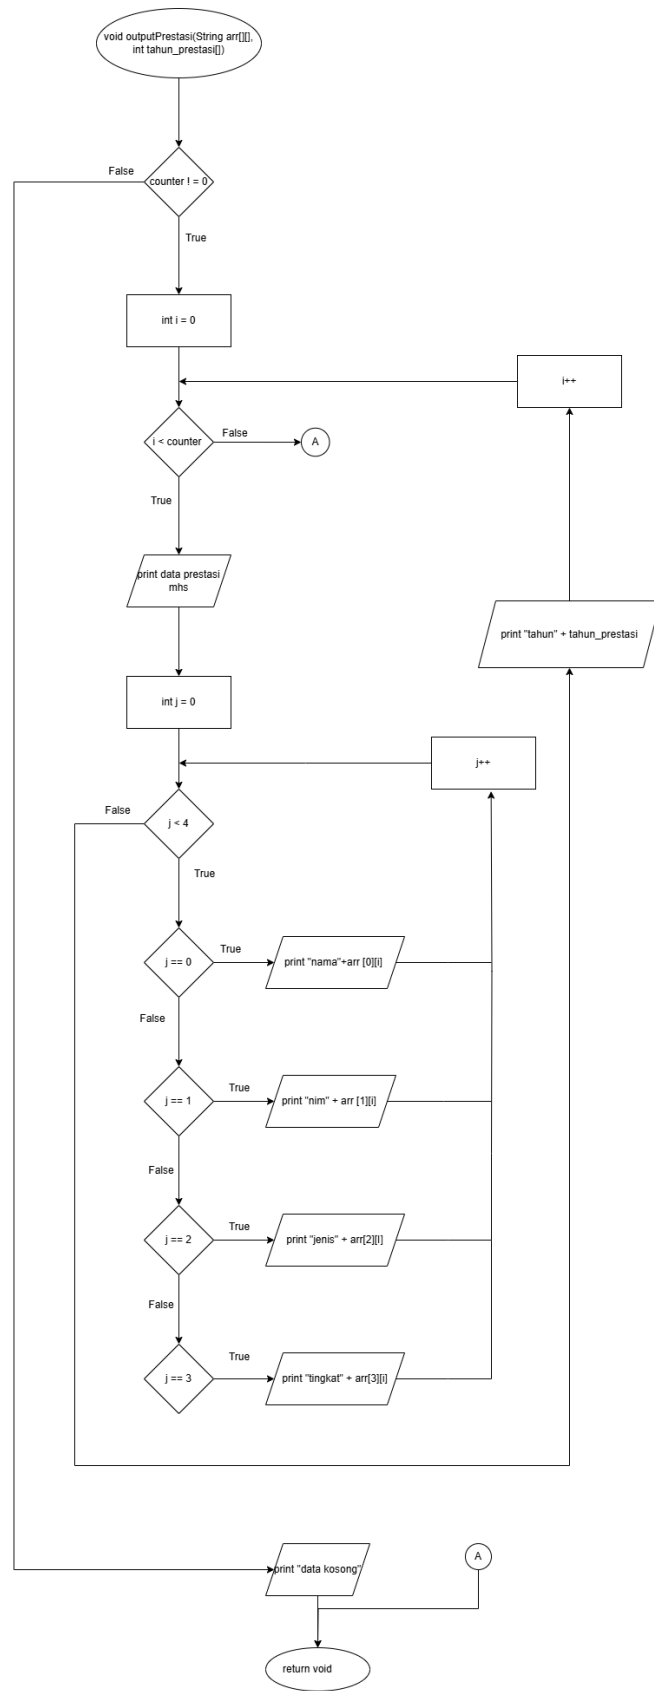 void outputPrestasi(String arr[][],
int tahun_prestasi[])
False
counter ! = 0
True
int i = 0
i++
i < counter
False
A
True
print data prestasi
mhs
print "tahun" + tahun_prestasi
int j = 0
j++
False
j < 4
True
j == 0
True
print "nama"+arr [0][i]
False
j == 1
True
print "nim" + arr [1][i]
False
j == 2
True
print "jenis" + arr[2][I]
False
j == 3
True
print "tingkat" + arr[3][i]
print "data kosong"
A
return void